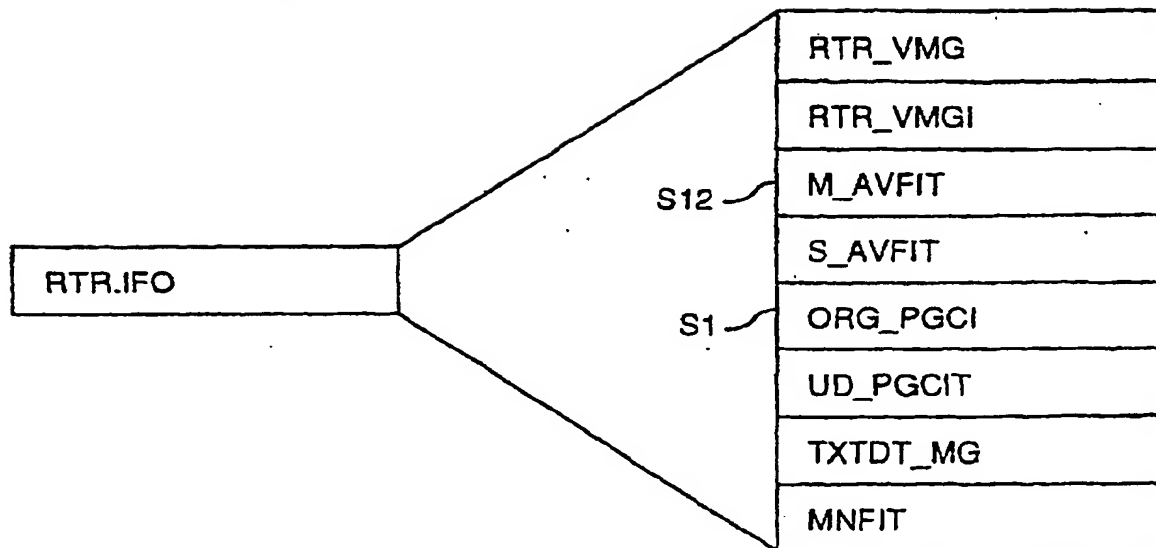 RTR_VMG
RTR_VMGI
S12
M_AVFIT
S_AVFIT
RTR.IFO
S1
ORG_PGCI
UD_PGCIT
TXTDT_MG
MNFIT